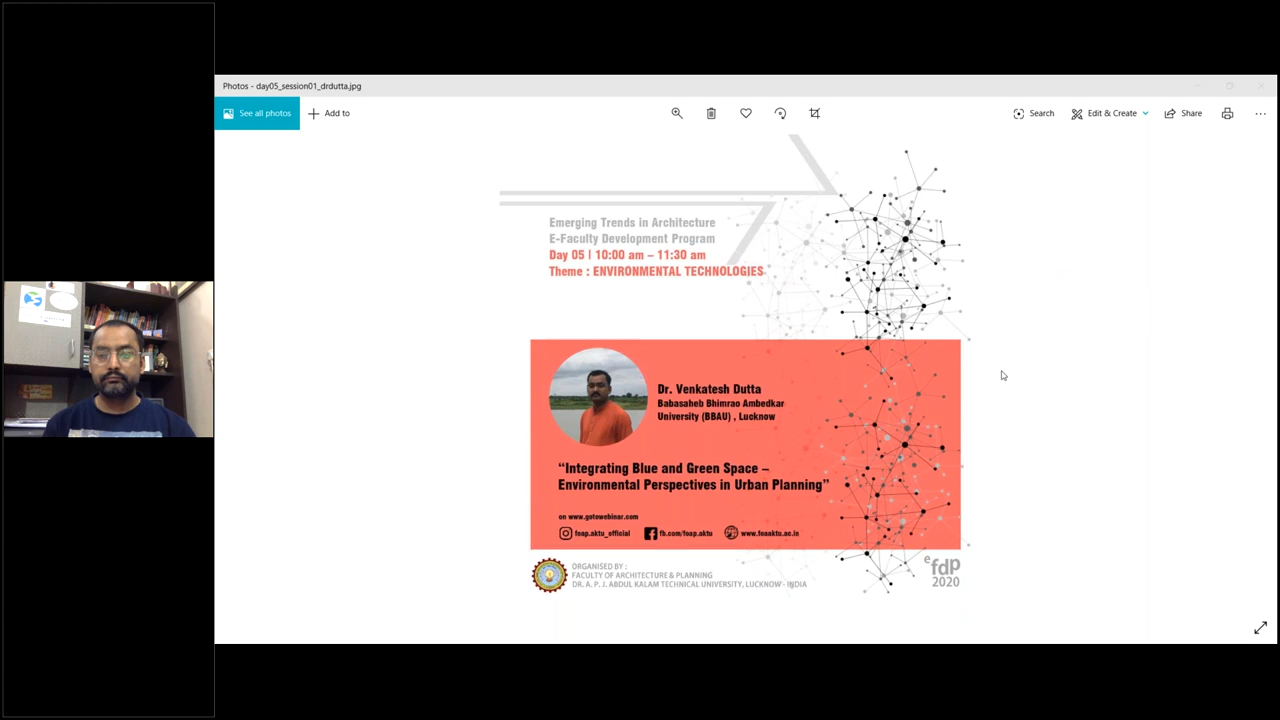 Photos - day05_session01_drdutta.jpg
See all photos
Add to
Search
Edit & Create
Share
Emerging Trends in Architecture
E-Faculty Development Program
Day 05 | 10:00 am – 11:30 am
Theme : ENVIRONMENTAL TECHNOLOGIES
Dr. Venkatesh Dutta
Babasaheb Bhimrao Ambedkar
University (BBAU) , Lucknow
“Integrating Blue and Green Space –
Environmental Perspectives in Urban Planning”
on www.gotowebinar.com
foap.aktu_official fb.com/foap.aktu www.foaaktu.ac.in
ORGANISED BY :
FACULTY OF ARCHITECTURE & PLANNING
DR. A. P. J. ABDUL KALAM TECHNICAL UNIVERSITY, LUCKNOW - INDIA
e fdp
2020